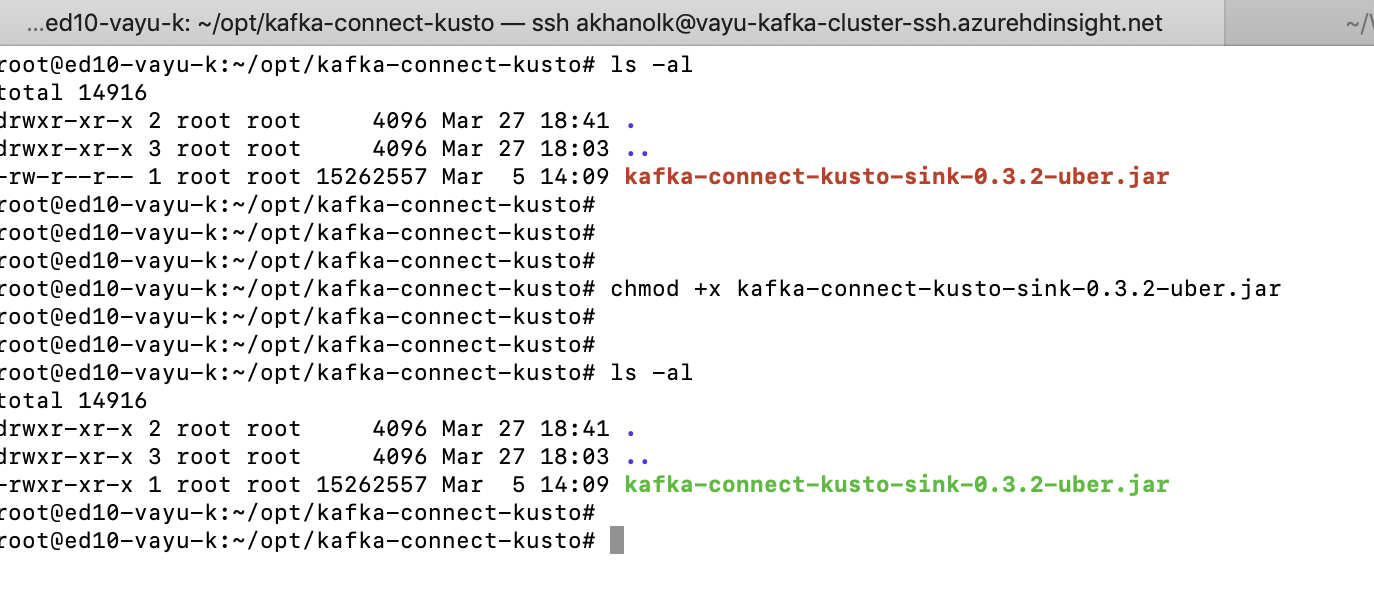 ...ed10-vayu-k: ~/opt/kafka-connect-kusto — ssh akhanolk@vayu-kafka-cluster-ssh.azurehdinsight.net ~/
root@ed10-vayu-k:~/opt/kafka-connect-kusto# ls -al
total 14916
drwxr-xr-x 2 root root     4096 Mar 27 18:41 .
drwxr-xr-x 3 root root     4096 Mar 27 18:03 ..
-rw-r--r-- 1 root root 15262557 Mar  5 14:09 kafka-connect-kusto-sink-0.3.2-uber.jar
root@ed10-vayu-k:~/opt/kafka-connect-kusto#
root@ed10-vayu-k:~/opt/kafka-connect-kusto#
root@ed10-vayu-k:~/opt/kafka-connect-kusto#
root@ed10-vayu-k:~/opt/kafka-connect-kusto# chmod +x kafka-connect-kusto-sink-0.3.2-uber.jar
root@ed10-vayu-k:~/opt/kafka-connect-kusto#
root@ed10-vayu-k:~/opt/kafka-connect-kusto#
root@ed10-vayu-k:~/opt/kafka-connect-kusto# ls -al
total 14916
drwxr-xr-x 2 root root     4096 Mar 27 18:41 .
drwxr-xr-x 3 root root     4096 Mar 27 18:03 ..
-rwxr-xr-x 1 root root 15262557 Mar  5 14:09 kafka-connect-kusto-sink-0.3.2-uber.jar
root@ed10-vayu-k:~/opt/kafka-connect-kusto#
root@ed10-vayu-k:~/opt/kafka-connect-kusto#